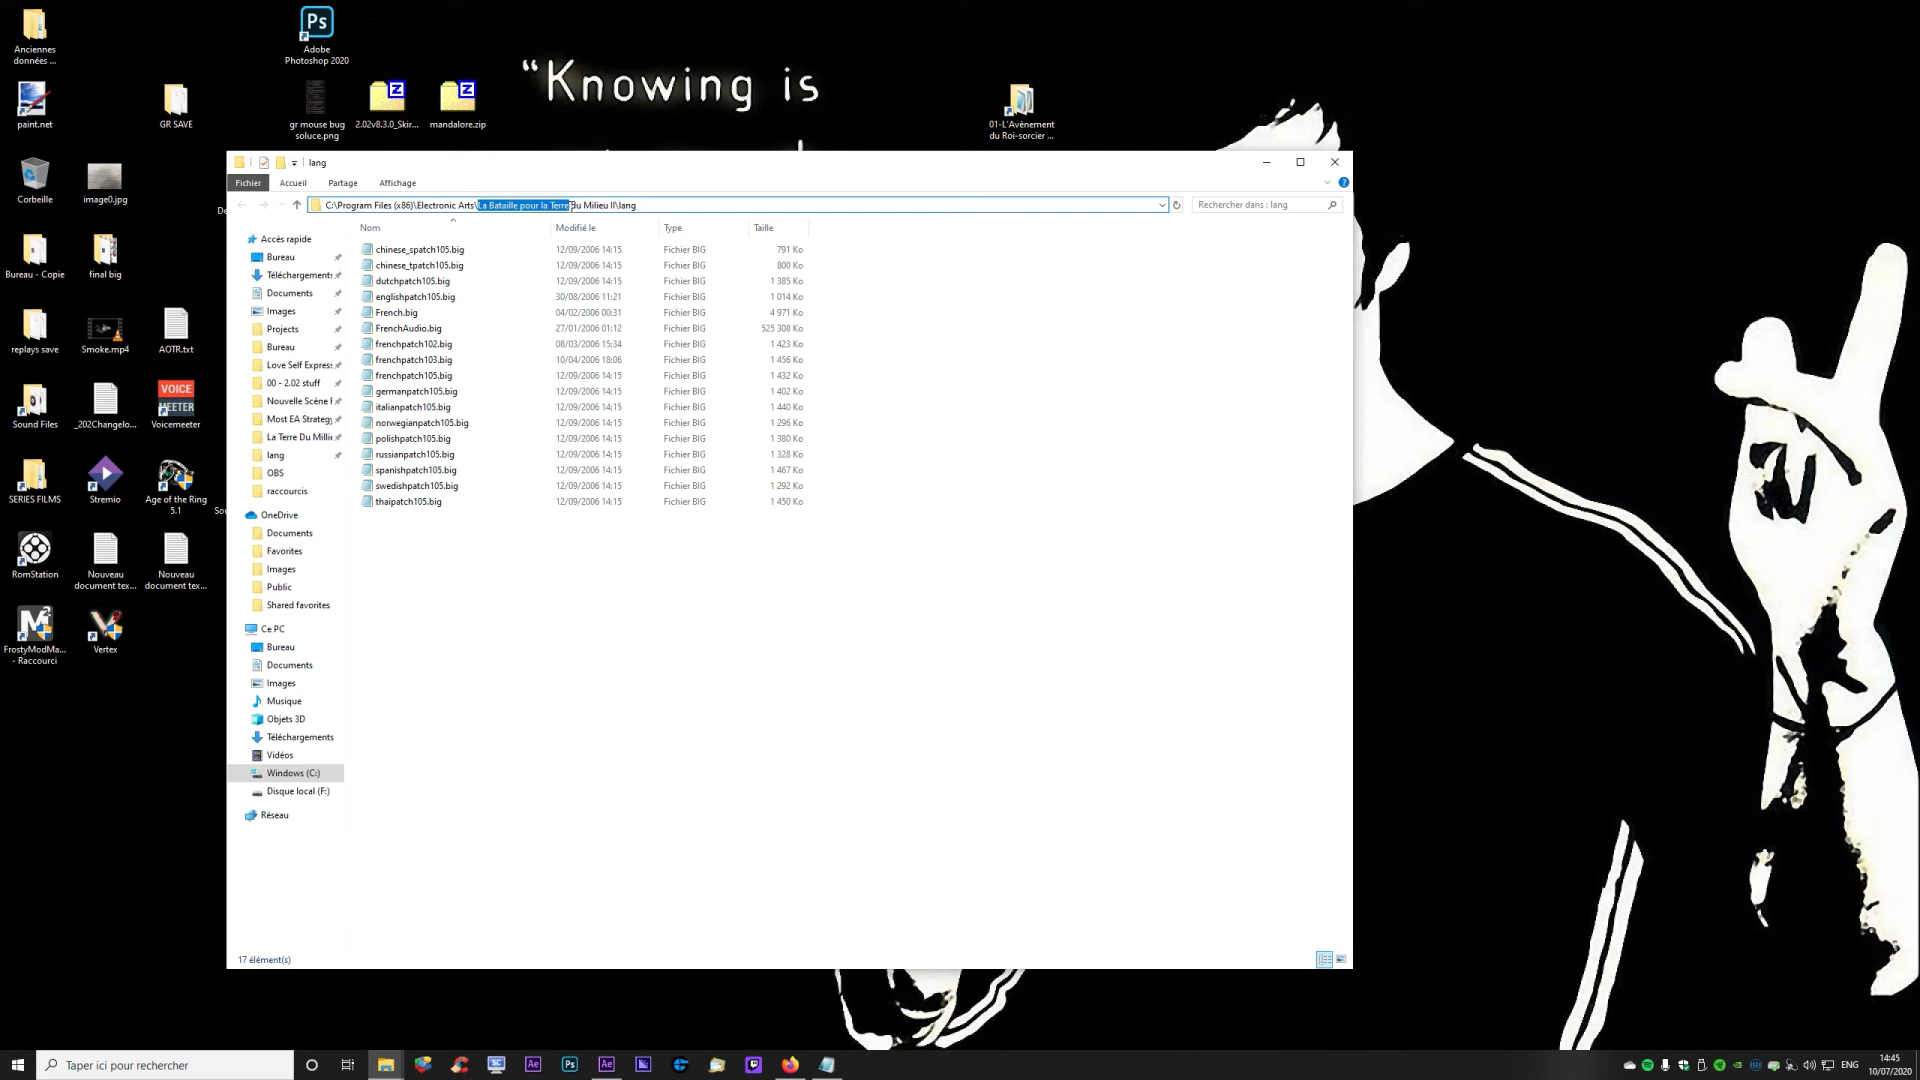 Anciennes
données ...
Adobe
Photoshop 2020
“Knowing is
paint.net
GR SAVE
gr mouse bug
soluce.png
2.02v8.3.0_Skir...
mandalore.zip
01-L'Avènement
du Roi-sorcier ...
lang
Fichier
Accueil
Partage
Affichage
C:\Program Files (x86)\Electronic Arts\La Bataille pour la Terre du Milieu II\lang
Rechercher dans : lang
Corbeille
image0.jpg
Bureau - Copie
final big
replays save
Smoke.mp4
AOTR.txt
Sound Files
_202Changelo...
VOICE
MEETER
Voicemeeter
SERIES FILMS
Stremio
Age of the Ring
5.1
RomStation
Nouveau
document tex...
Nouveau
document tex...
FrostyModMa...
- Raccourci
Vertex
Accès rapide
Bureau
Téléchargements
Documents
Images
Projects
Bureau
Love Self Express
00 - 2.02 stuff
Nouvelle Scène F
Most EA Strategy
La Terre Du Millie
lang
OBS
raccourcis
OneDrive
Documents
Favorites
Images
Public
Shared favorites
Ce PC
Bureau
Documents
Images
Musique
Objets 3D
Téléchargements
Vidéos
Windows (C:)
Disque local (F:)
Réseau
Nom Modifié le Type Taille
chinese_spatch105.big 12/09/2006 14:15 Fichier BIG 791 Ko
chinese_tpatch105.big 12/09/2006 14:15 Fichier BIG 800 Ko
dutchpatch105.big 12/09/2006 14:15 Fichier BIG 1 385 Ko
englishpatch105.big 30/08/2006 11:21 Fichier BIG 1 014 Ko
French.big 04/02/2006 00:31 Fichier BIG 4 971 Ko
FrenchAudio.big 27/01/2006 01:12 Fichier BIG 525 308 Ko
frenchpatch102.big 08/03/2006 15:34 Fichier BIG 1 423 Ko
frenchpatch103.big 10/04/2006 18:06 Fichier BIG 1 456 Ko
frenchpatch105.big 12/09/2006 14:15 Fichier BIG 1 432 Ko
germanpatch105.big 12/09/2006 14:15 Fichier BIG 1 402 Ko
italianpatch105.big 12/09/2006 14:15 Fichier BIG 1 440 Ko
norwegianpatch105.big 12/09/2006 14:15 Fichier BIG 1 296 Ko
polishpatch105.big 12/09/2006 14:15 Fichier BIG 1 380 Ko
russianpatch105.big 12/09/2006 14:15 Fichier BIG 1 328 Ko
spanishpatch105.big 12/09/2006 14:15 Fichier BIG 1 467 Ko
swedishpatch105.big 12/09/2006 14:15 Fichier BIG 1 292 Ko
thaipatch105.big 12/09/2006 14:15 Fichier BIG 1 450 Ko
17 élément(s)
Taper ici pour rechercher
ENG
14:45
10/07/2020